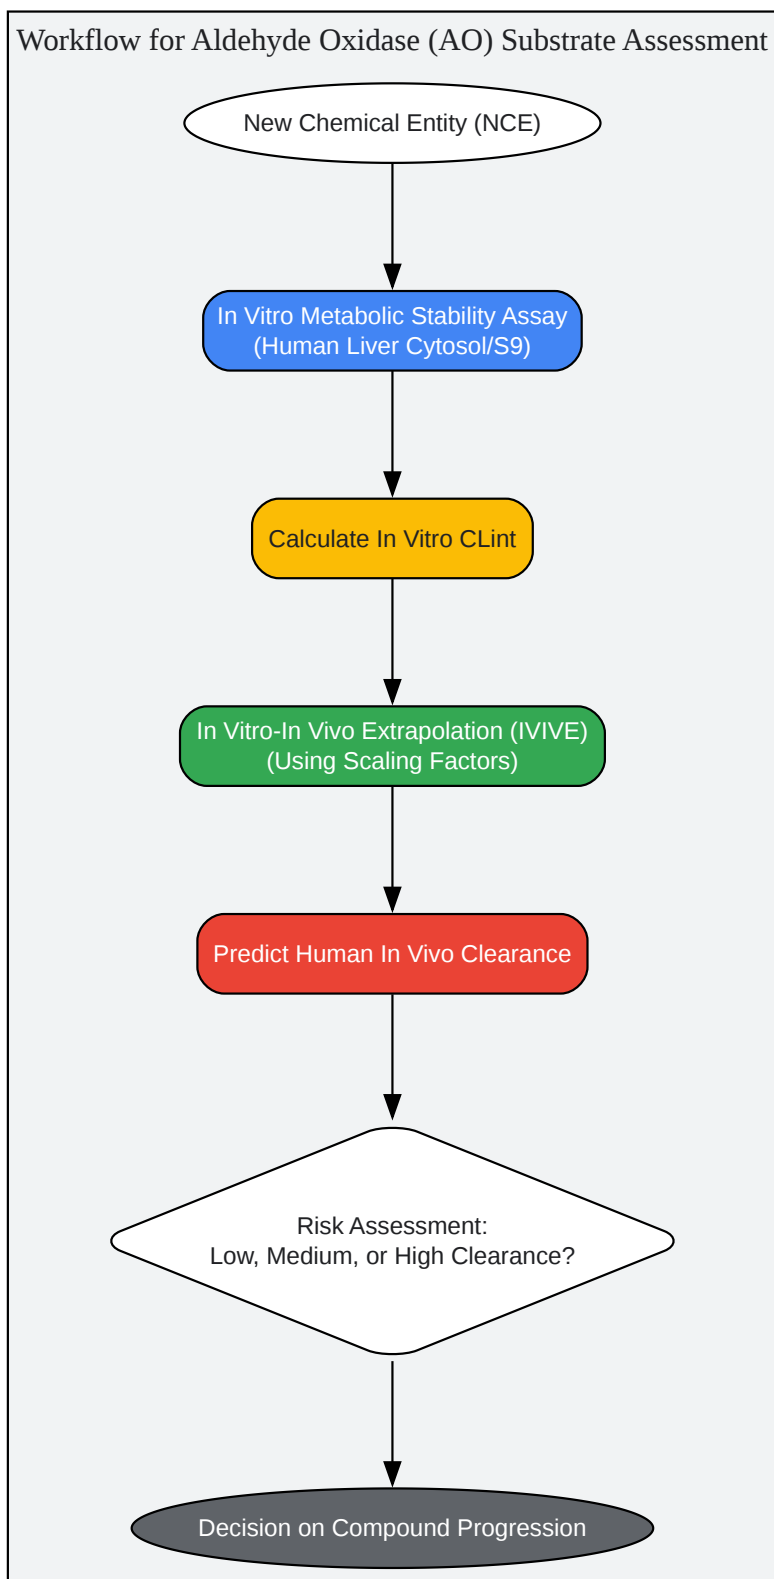 Workflow for Aldehyde Oxidase (AO) Substrate Assessment
New Chemical Entity (NCE)
In Vitro Metabolic Stability Assay
(Human Liver Cytosol/S9)
Calculate In Vitro CLint
In Vitro-In Vivo Extrapolation (IVIVE)
(Using Scaling Factors)
Predict Human In Vivo Clearance
Risk Assessment:
Low, Medium, or High Clearance?
Decision on Compound Progression